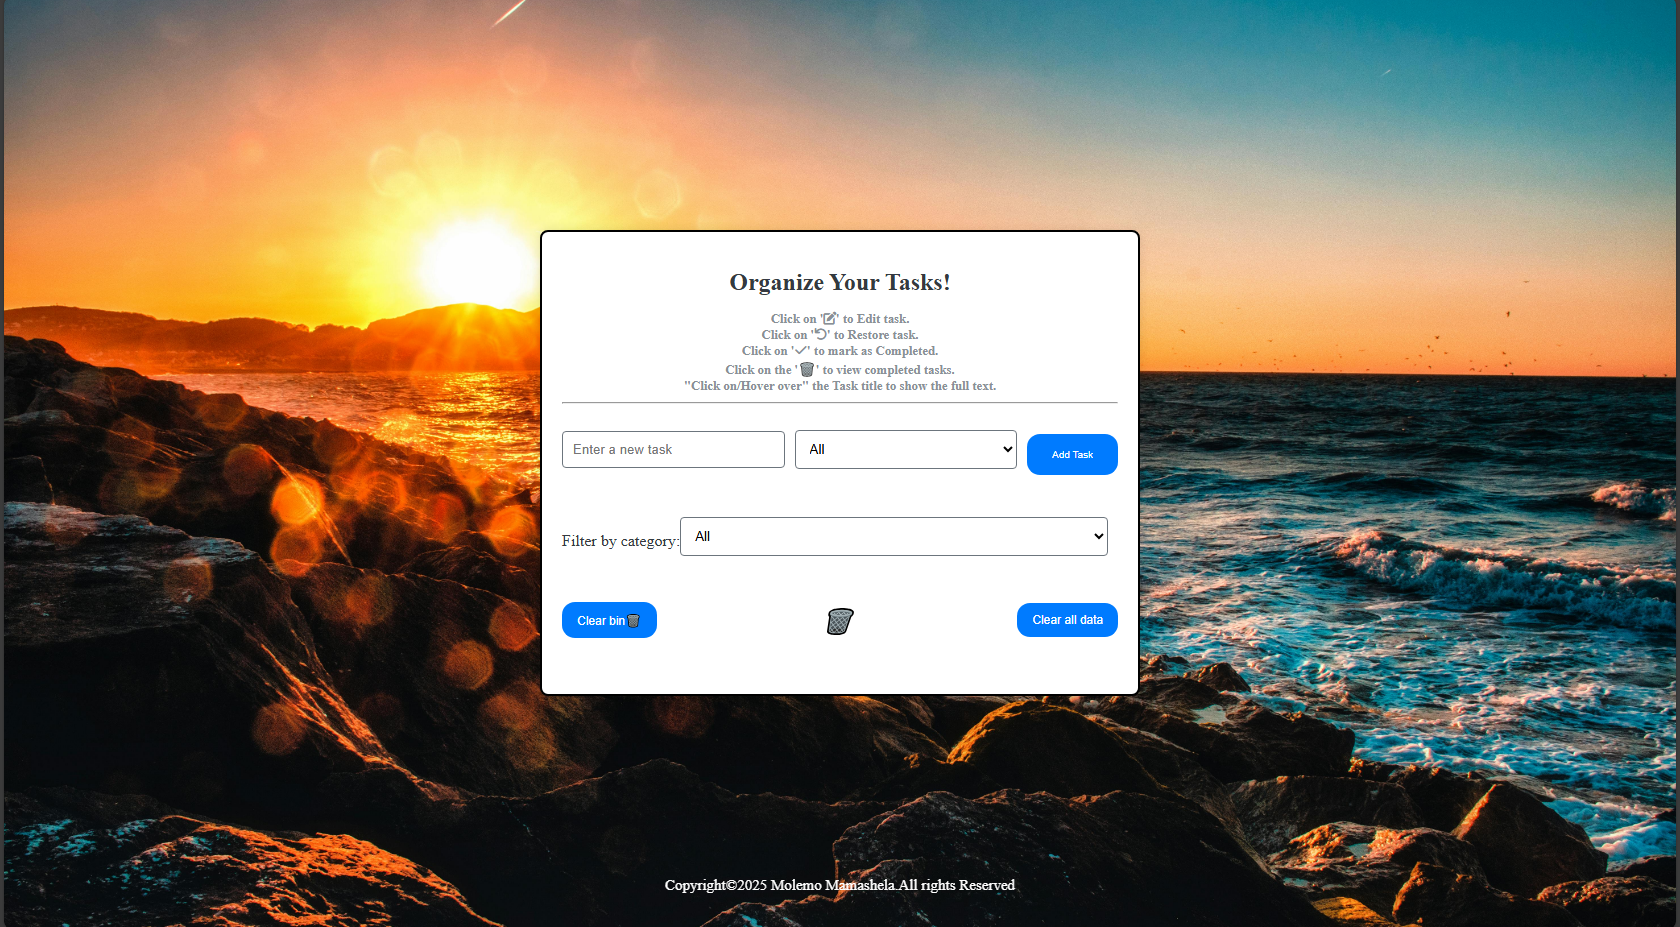 Organize Your Tasks!
Click on '' to Edit task.
Click on '' to Restore task.
Click on '✓' to mark as Completed.
Click on the '🗑' to view completed tasks.
"Click on/Hover over" the Task title to show the full text.
Enter a new task
All
Add Task
Filter by category:
All
Clear bin🗑
Clear all data
Copyright©2025 Molemo Mamashela.All rights Reserved